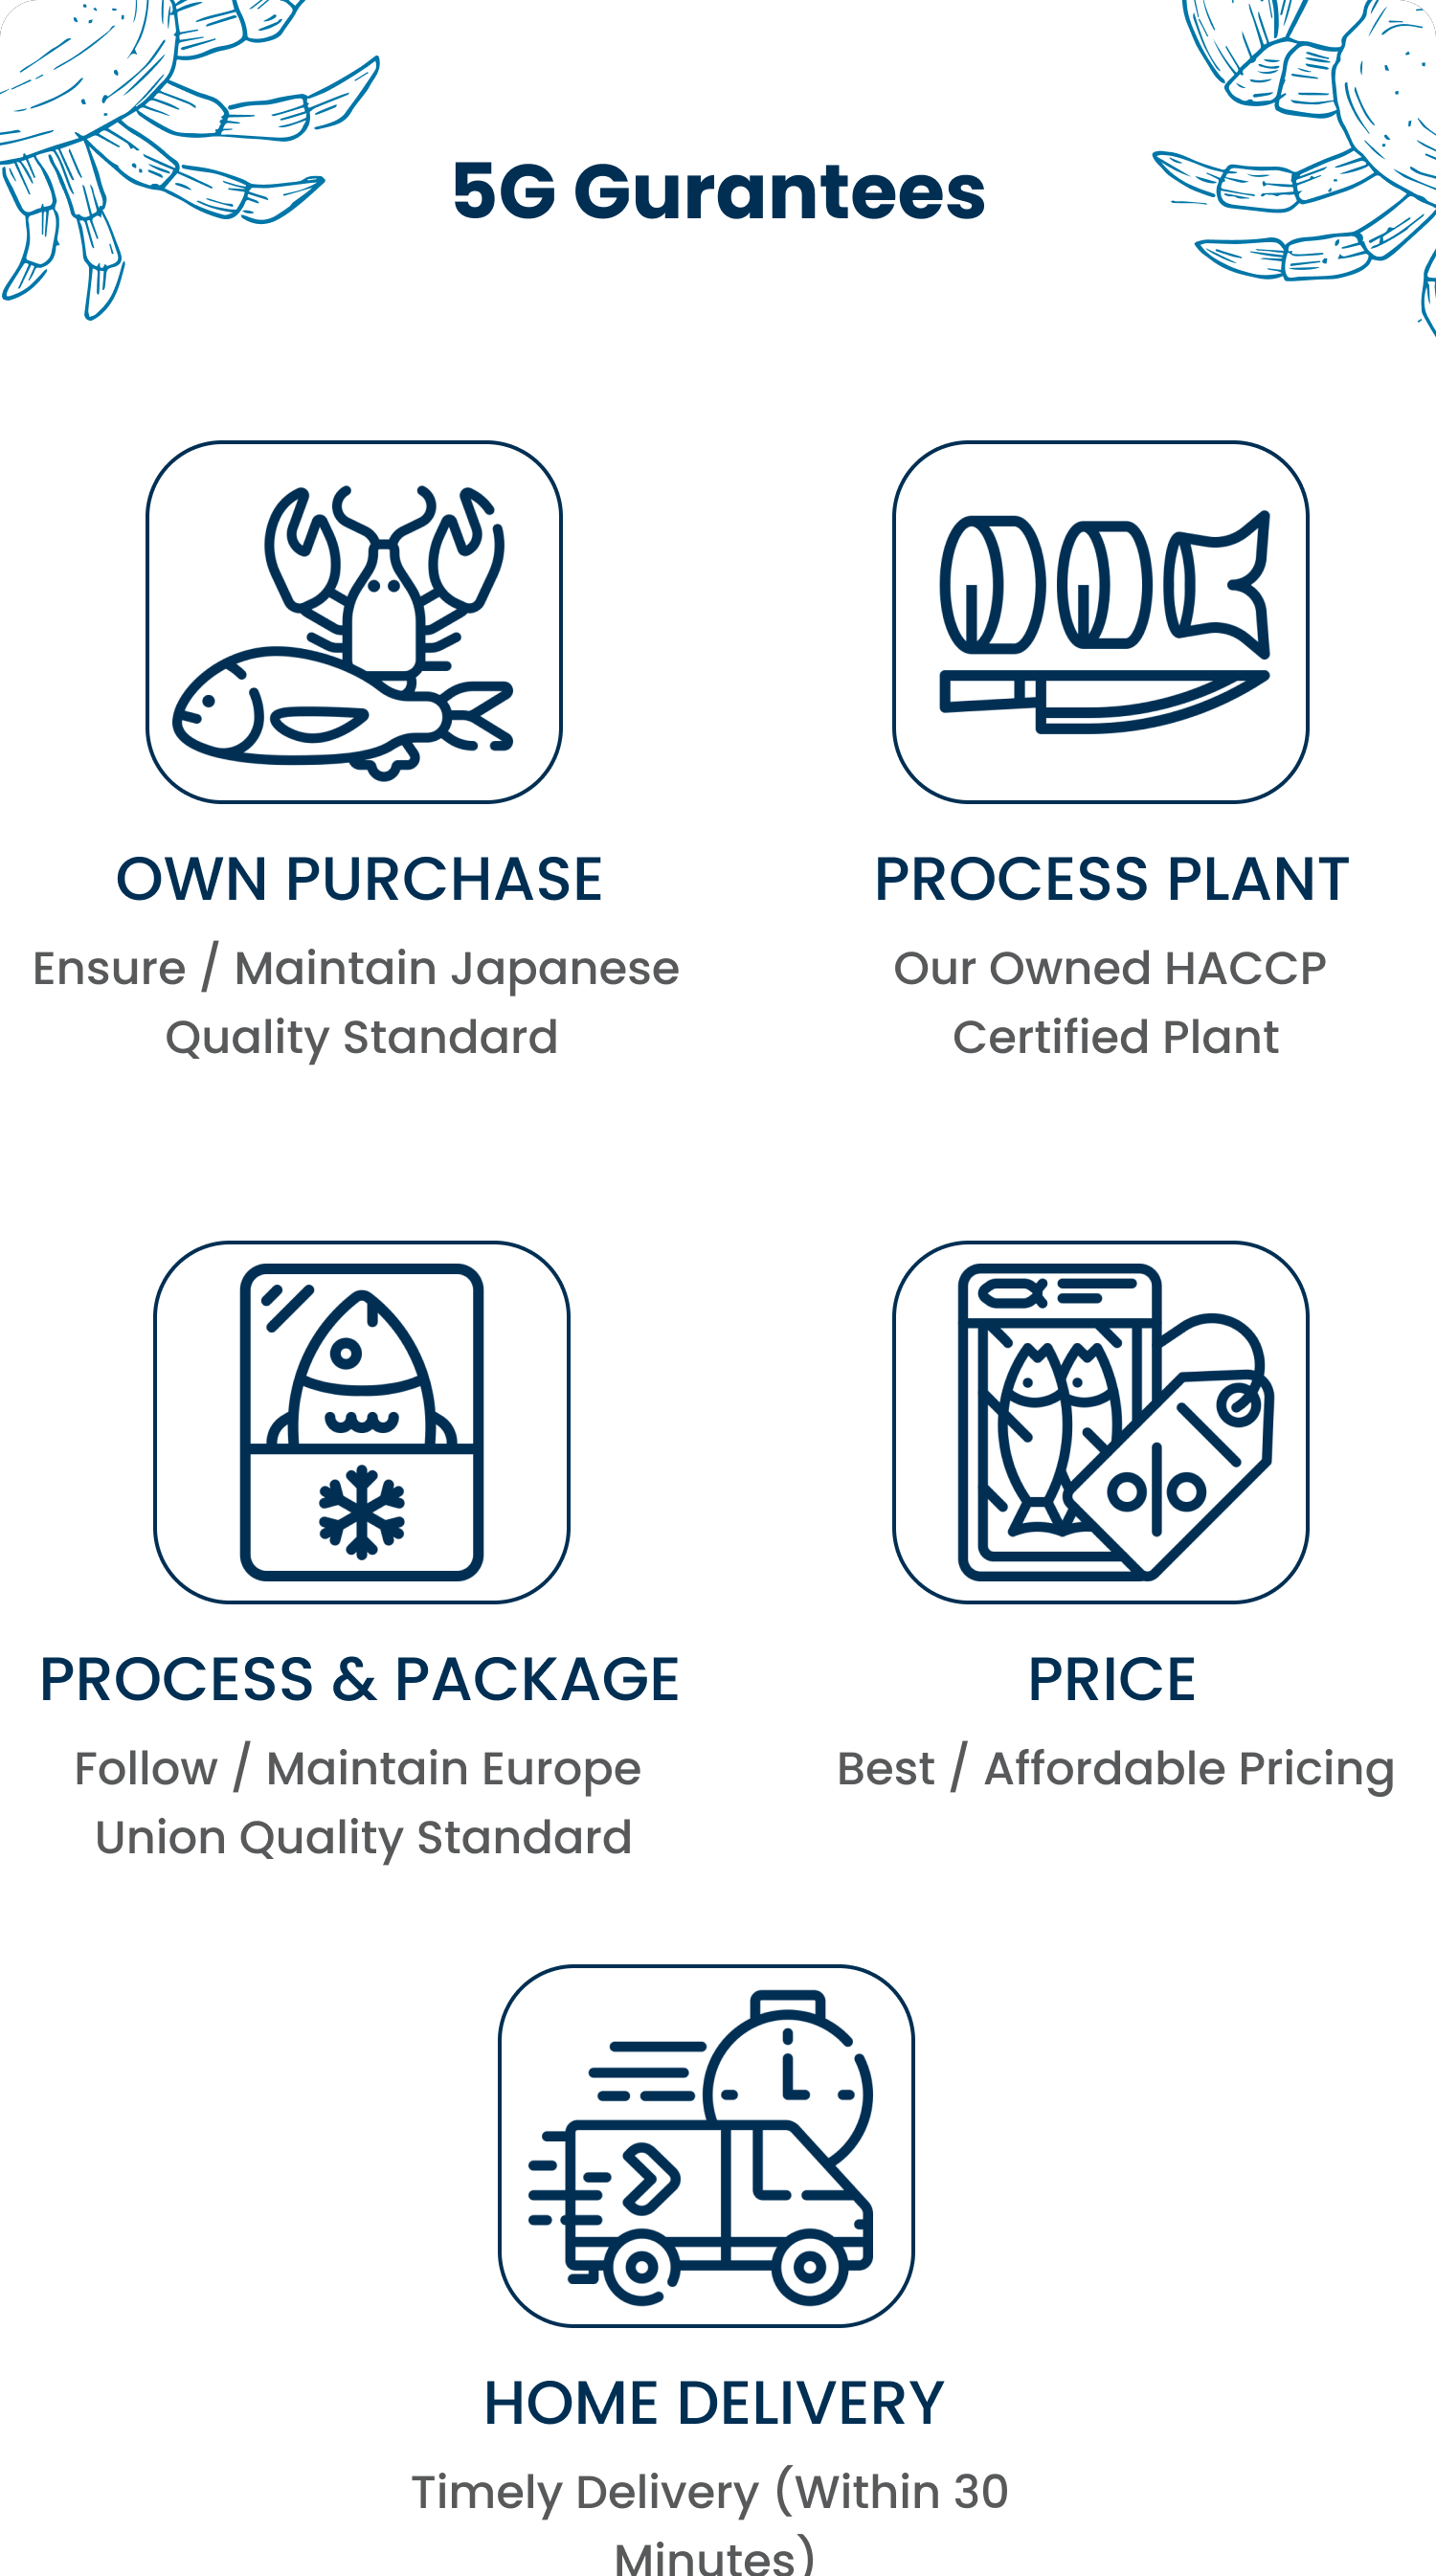 5G Gurantees
OWN PURCHASE
Ensure / Maintain Japanese
Quality Standard
PROCESS PLANT
Our Owned HACCP
Certified Plant
PROCESS & PACKAGE
Follow / Maintain Europe
Union Quality Standard
PRICE
Best / Affordable Pricing
HOME DELIVERY
Timely Delivery (Within 30
Minutes)